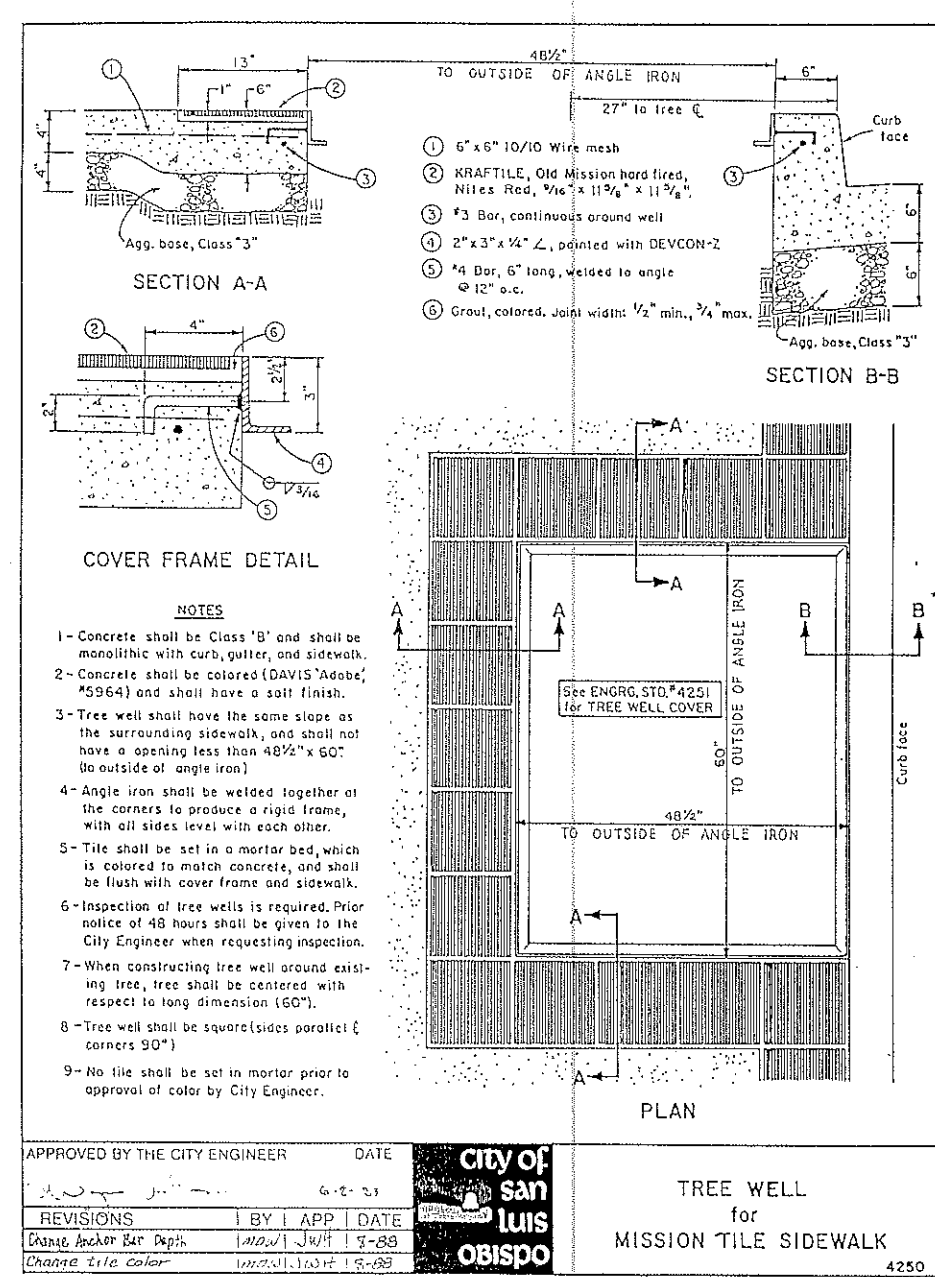 13"
1"
6"
1
2
3
4"
4"
Agg. base, Class "3"
SECTION A-A
48½"
TO OUTSIDE OF ANGLE IRON
27" to tree ℄
6"
Curb
face
3
6"
6"
Agg. base, Class "3"
SECTION B-B
1 6" x 6" 10/10 Wire mesh
2 KRAFTILE, Old Mission hard fired,
Niles Red, 9/16" x 11 5/8" x 11 5/8".
3 #3 Bar, continuous around well
4 2" x 3" x ¼" ∠, painted with DEVCON-Z
5 #4 Bar, 6" long, welded to angle
@ 12" o.c.
6 Grout, colored. Joint width: ½" min., ¾" max.
2
4"
6
2½"
3"
2"
4
3/16
5
COVER FRAME DETAIL
NOTES
1 - Concrete shall be Class 'B' and shall be
monolithic with curb, gutter, and sidewalk.
2 - Concrete shall be colored (DAVIS 'Adobe',
#5964) and shall have a salt finish.
3 - Tree well shall have the same slope as
the surrounding sidewalk, and shall not
have a opening less than 48½" x 60".
(to outside of angle iron)
4 - Angle iron shall be welded together at
the corners to produce a rigid frame,
with all sides level with each other.
5 - Tile shall be set in a mortar bed, which
is colored to match concrete, and shall
be flush with cover frame and sidewalk.
6 - Inspection of tree wells is required. Prior
notice of 48 hours shall be given to the
City Engineer when requesting inspection.
7 - When constructing tree well around exist-
ing tree, tree shall be centered with
respect to long dimension (60").
8 - Tree well shall be square (sides parallel &
corners 90°)
9 - No tile shall be set in mortar prior to
approval of color by City Engineer.
A
A
A
A
B
B
See ENGRG. STD. #4251
for TREE WELL COVER
60"
TO OUTSIDE OF ANGLE IRON
48½"
TO OUTSIDE OF ANGLE IRON
Curb face
A
A
PLAN
APPROVED BY THE CITY ENGINEER DATE
REVISIONS BY APP DATE
Change Anchor Bar Depth JWH 8-88
Change tile color JWH 8-88
city of
san
luis
obispo
TREE WELL
for
MISSION TILE SIDEWALK
4250